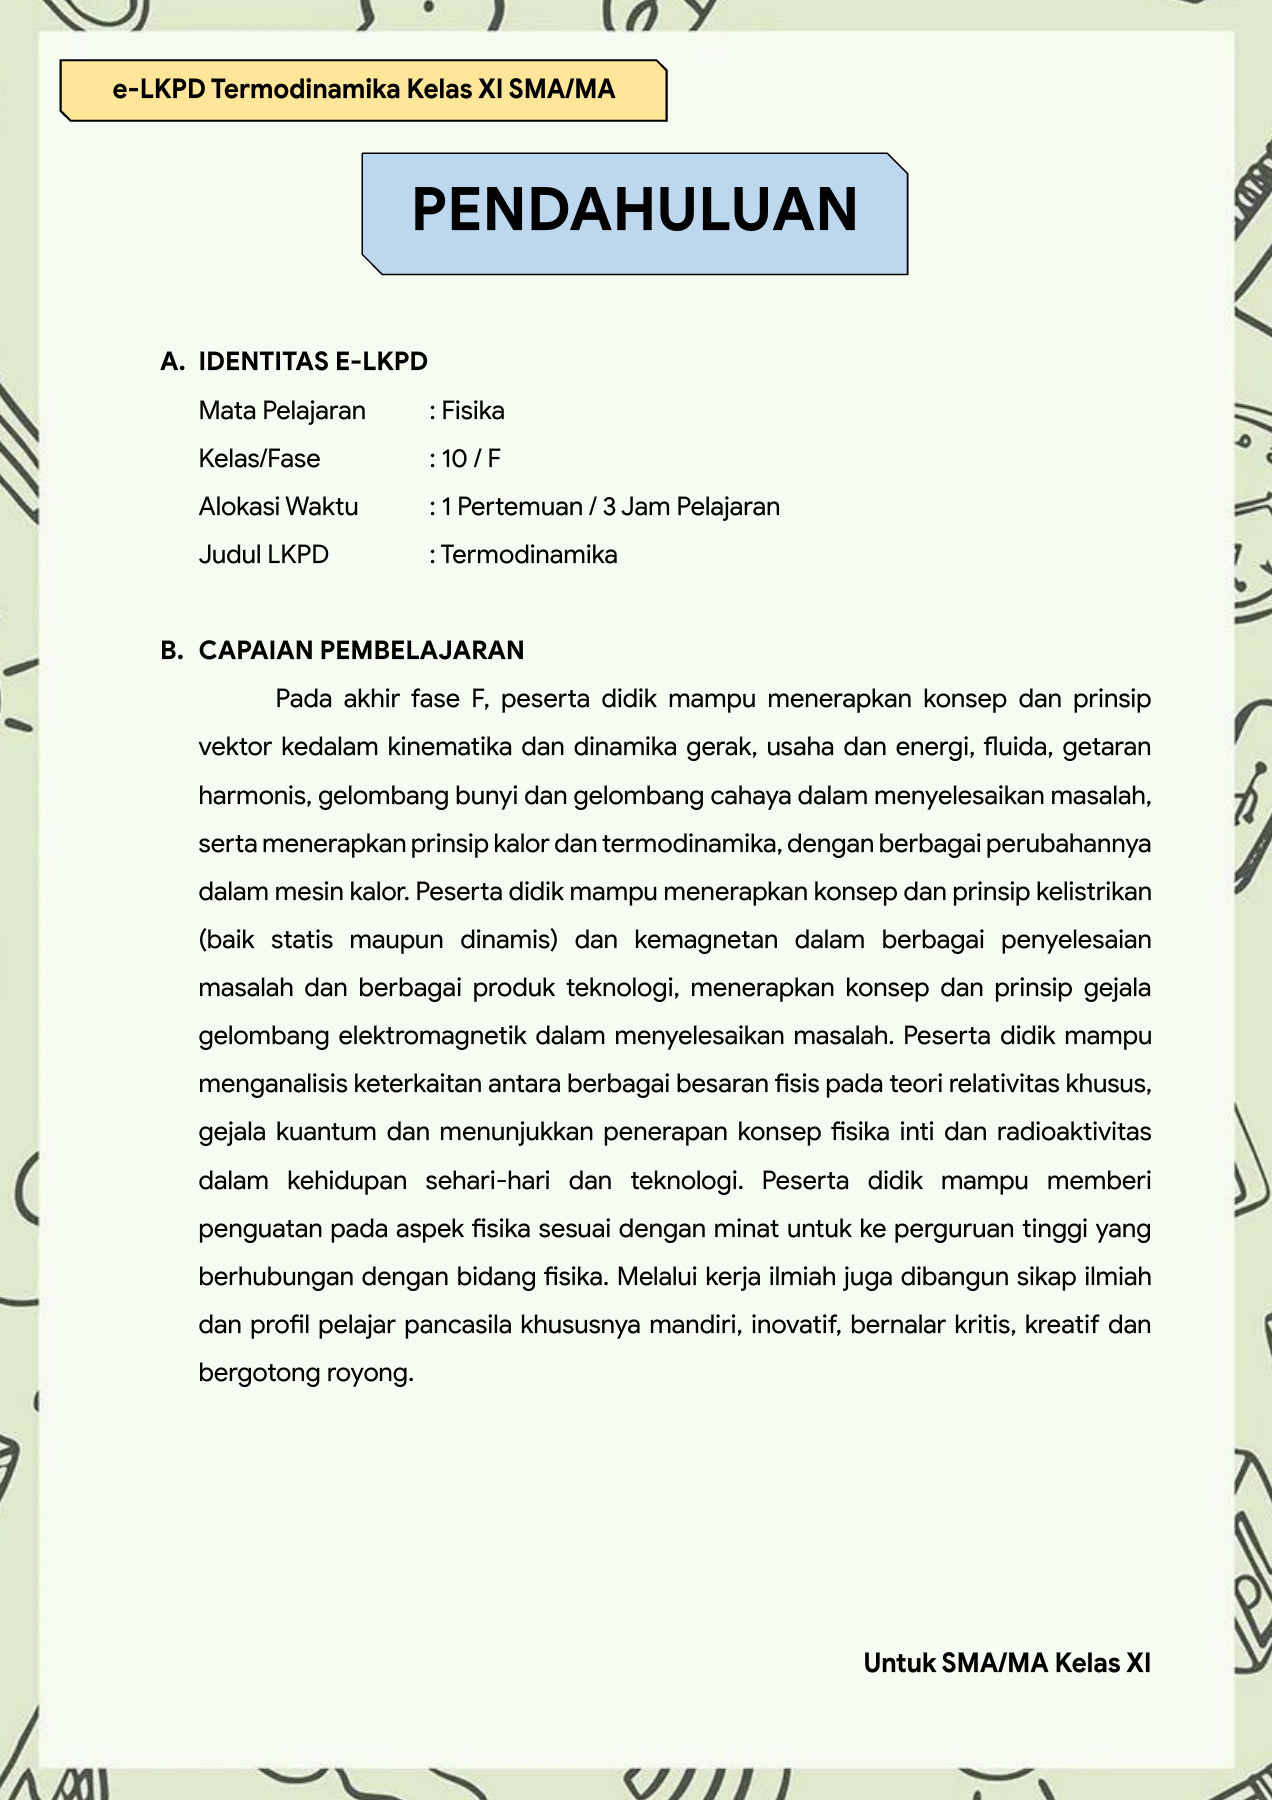 e-LKPD Termodinamika Kelas XI SMA/MA
PENDAHULUAN
A. IDENTITAS E-LKPD
Mata Pelajaran : Fisika
Kelas/Fase : 10 / F
Alokasi Waktu : 1 Pertemuan / 3 Jam Pelajaran
Judul LKPD : Termodinamika
B. CAPAIAN PEMBELAJARAN
Pada akhir fase F, peserta didik mampu menerapkan konsep dan prinsip
vektor kedalam kinematika dan dinamika gerak, usaha dan energi, fluida, getaran
harmonis, gelombang bunyi dan gelombang cahaya dalam menyelesaikan masalah,
serta menerapkan prinsip kalor dan termodinamika, dengan berbagai perubahannya
dalam mesin kalor. Peserta didik mampu menerapkan konsep dan prinsip kelistrikan
(baik statis maupun dinamis) dan kemagnetan dalam berbagai penyelesaian
masalah dan berbagai produk teknologi, menerapkan konsep dan prinsip gejala
gelombang elektromagnetik dalam menyelesaikan masalah. Peserta didik mampu
menganalisis keterkaitan antara berbagai besaran fisis pada teori relativitas khusus,
gejala kuantum dan menunjukkan penerapan konsep fisika inti dan radioaktivitas
dalam kehidupan sehari-hari dan teknologi. Peserta didik mampu memberi
penguatan pada aspek fisika sesuai dengan minat untuk ke perguruan tinggi yang
berhubungan dengan bidang fisika. Melalui kerja ilmiah juga dibangun sikap ilmiah
dan profil pelajar pancasila khususnya mandiri, inovatif, bernalar kritis, kreatif dan
bergotong royong.
Untuk SMA/MA Kelas XI